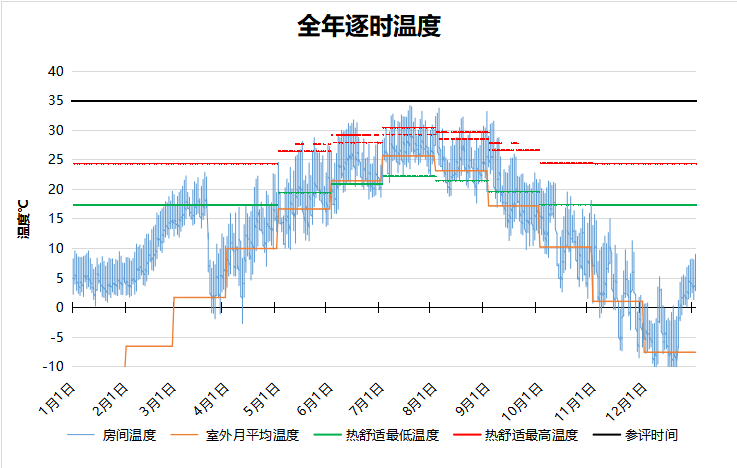 全年逐时温度
40
35
30
25
20
15
10
5
0
-5
-10
温度℃
1月1日
2月1日
3月1日
4月1日
5月1日
6月1日
7月1日
8月1日
9月1日
10月1日
11月1日
12月1日
房间温度 室外月平均温度 热舒适最低温度 热舒适最高温度 参评时间